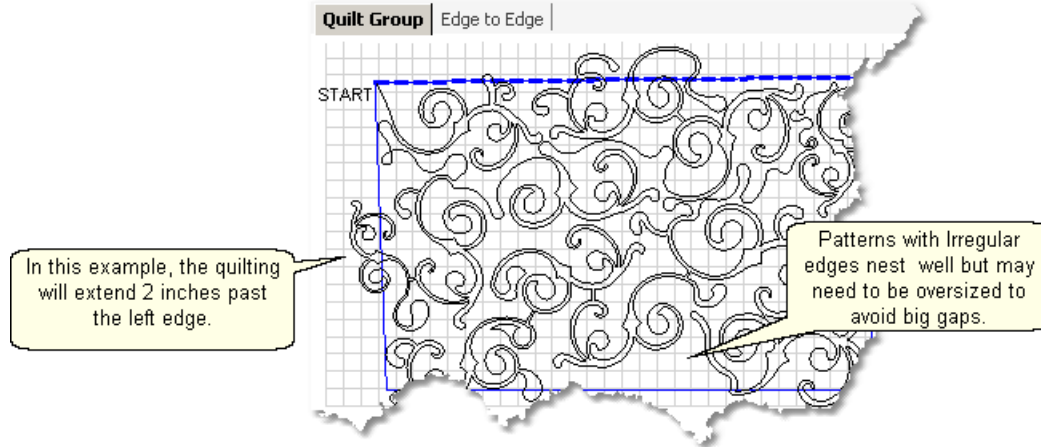 Quilt Group Edge to Edge
START
In this example, the quilting
will extend 2 inches past
the left edge.
Patterns with Irregular
edges nest well but may
need to be oversized to
avoid big gaps.